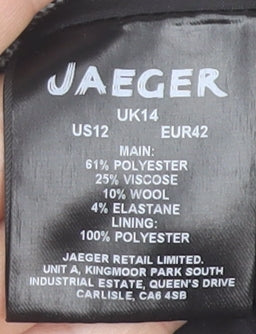 JAEGER
UK14
US12 EUR42
MAIN:
61% POLYESTER
25% VISCOSE
10% WOOL
4% ELASTANE
LINING:
100% POLYESTER
JAEGER RETAIL LIMITED.
UNIT A, KINGMOOR PARK SOUTH
INDUSTRIAL ESTATE, QUEEN'S DRIVE
CARLISLE, CA6 4SB